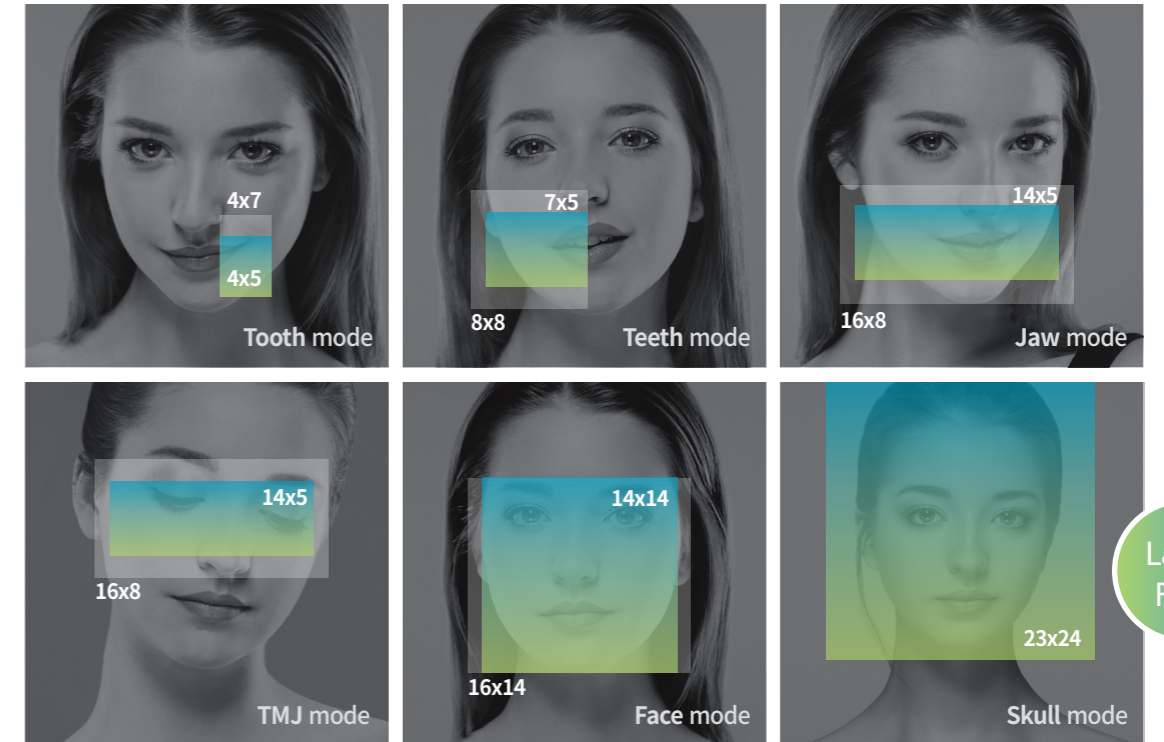 4x7
4x5
Tooth mode
7x5
8x8
Teeth mode
14x5
16x8
Jaw mode
14x5
16x8
TMJ mode
14x14
16x14
Face mode
23x24
Skull mode